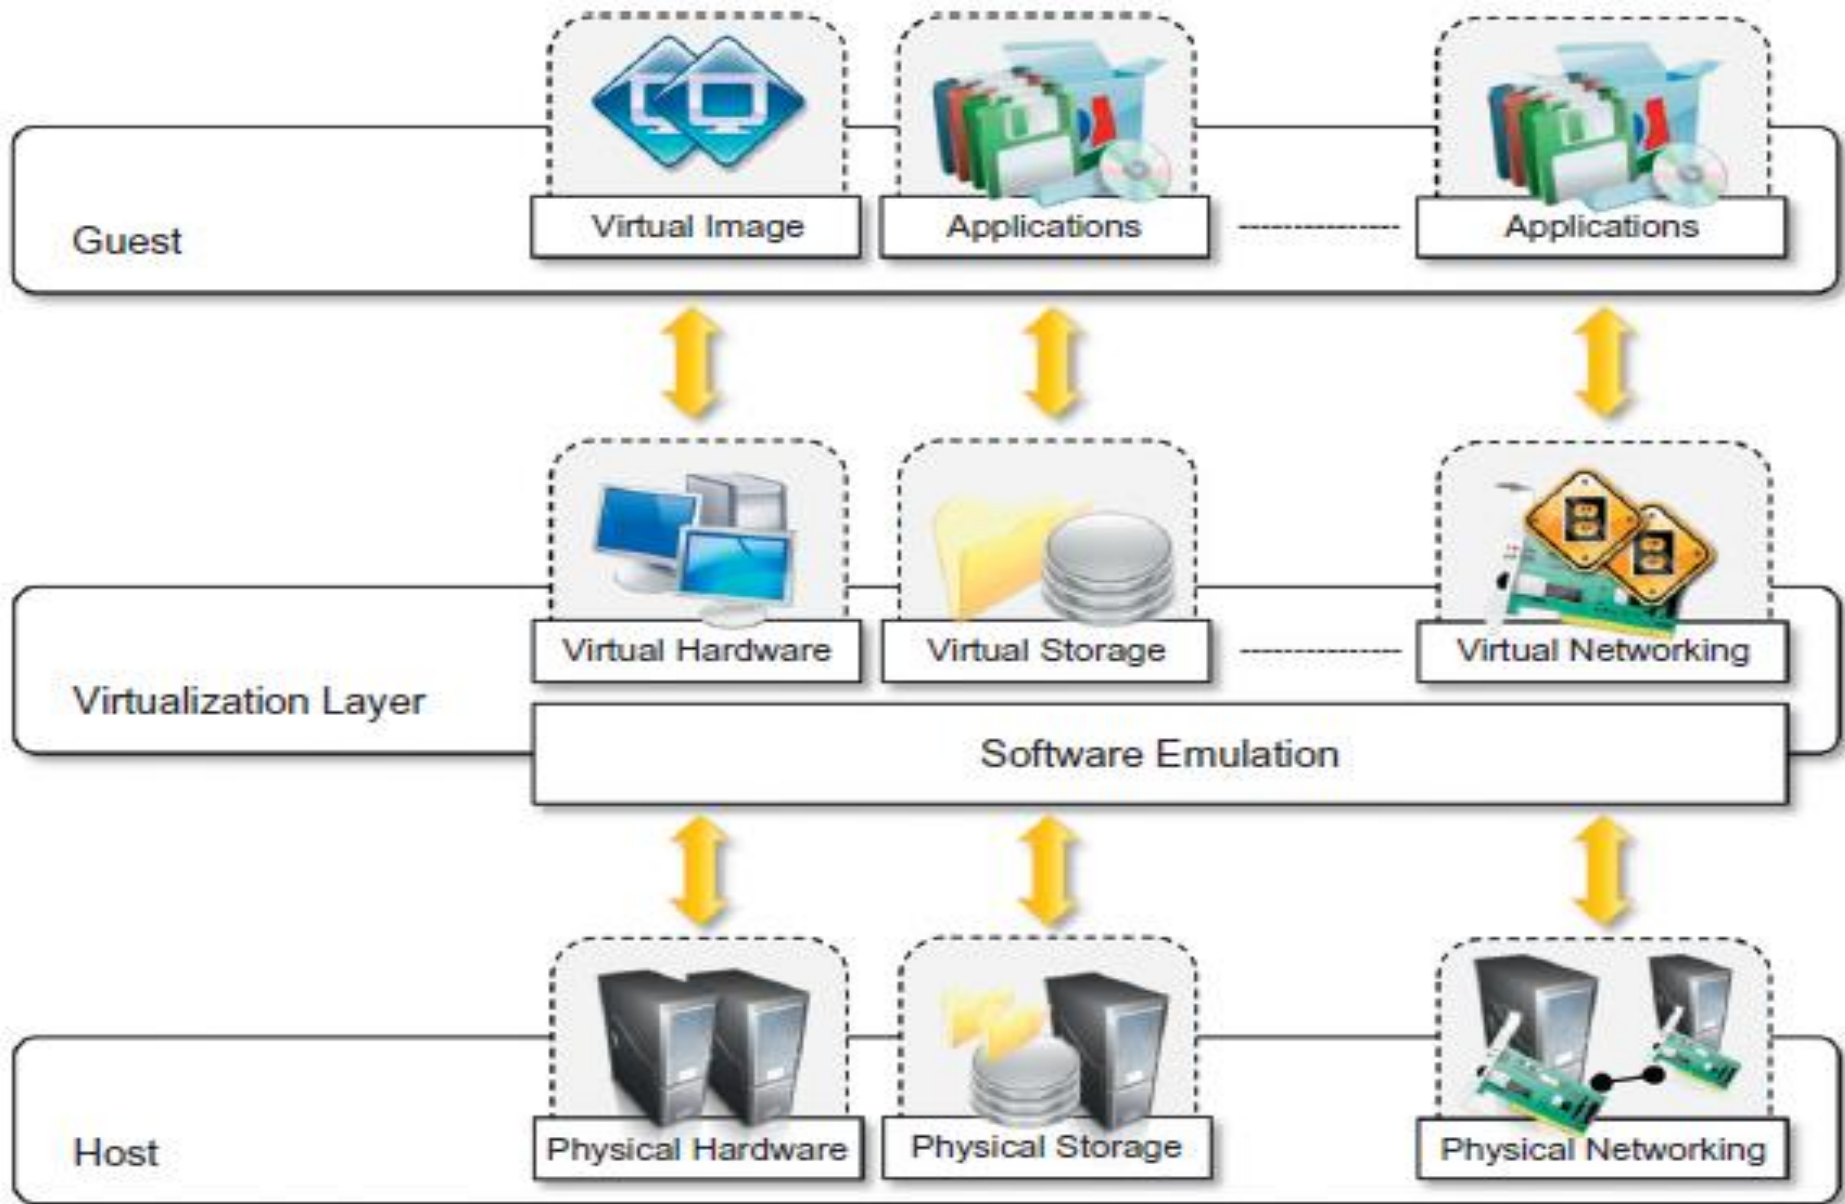 Virtual Image
Applications
Applications
Guest
Virtual Hardware
Virtual Storage
Virtual Networking
Virtualization Layer
Software Emulation
Physical Hardware
Physical Storage
Physical Networking
Host